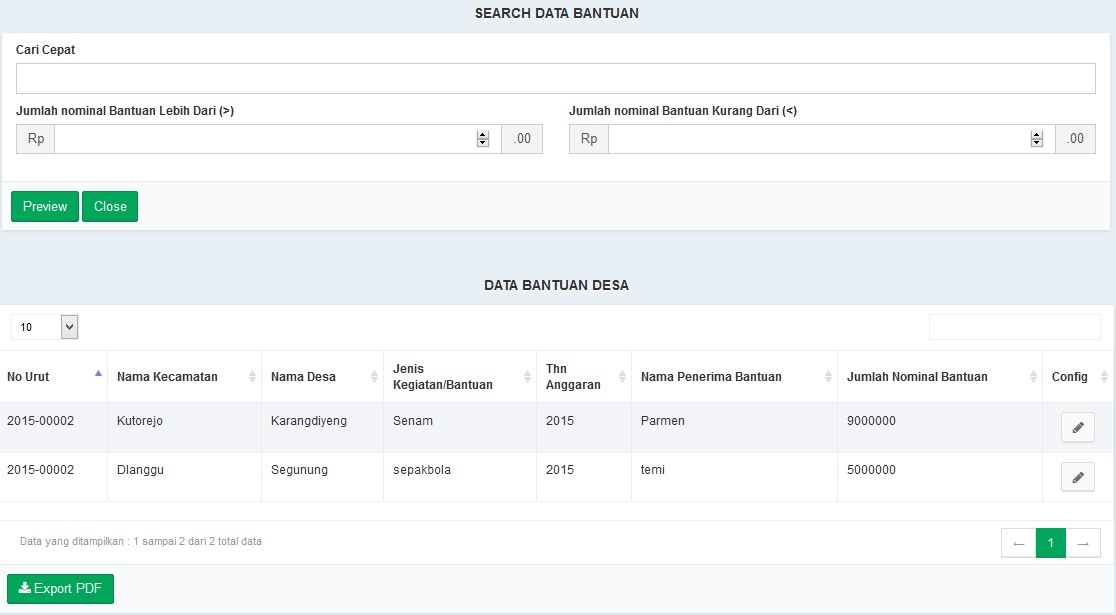 SEARCH DATA BANTUAN
Cari Cepat
Jumlah nominal Bantuan Lebih Dari (>) Jumlah nominal Bantuan Kurang Dari (<)
Rp .00 Rp .00
Preview Close
DATA BANTUAN DESA
10
No Urut Nama Kecamatan Nama Desa Jenis Kegiatan/Bantuan Thn Anggaran Nama Penerima Bantuan Jumlah Nominal Bantuan Config
2015-00002 Kutorejo Karangdiyeng Senam 2015 Parmen 9000000
2015-00002 Dlanggu Segunung sepakbola 2015 temi 5000000
Data yang ditampilkan : 1 sampai 2 dari 2 total data ← 1 →
Export PDF